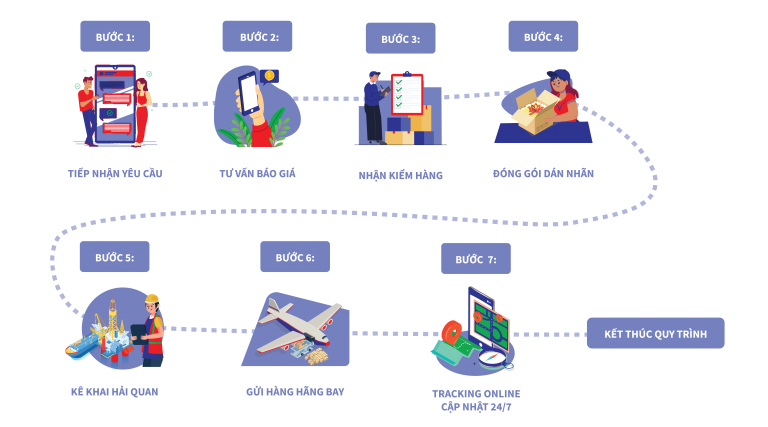 BƯỚC 1:
BƯỚC 2:
BƯỚC 3:
BƯỚC 4:
TIẾP NHẬN YÊU CẦU
TƯ VẤN BÁO GIÁ
NHẬN KIỂM HÀNG
ĐÓNG GÓI DÁN NHÃN
BƯỚC 5:
BƯỚC 6:
BƯỚC 7:
KẾT THÚC QUY TRÌNH
KÊ KHAI HẢI QUAN
GỬI HÀNG HÃNG BAY
TRACKING ONLINE
CẬP NHẬT 24/7